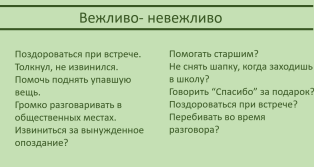 Вежливо- невежливо
Поздороваться при встрече.
Толкнул, не извинился.
Помочь поднять упавшую
вещь.
Громко разговаривать в
общественных местах.
Извиниться за вынужденное
опоздание?
Помогать старшим?
Не снять шапку, когда заходишь
в школу?
Говорить “Спасибо” за подарок?
Поздороваться при встрече?
Перебивать во время
разговора?